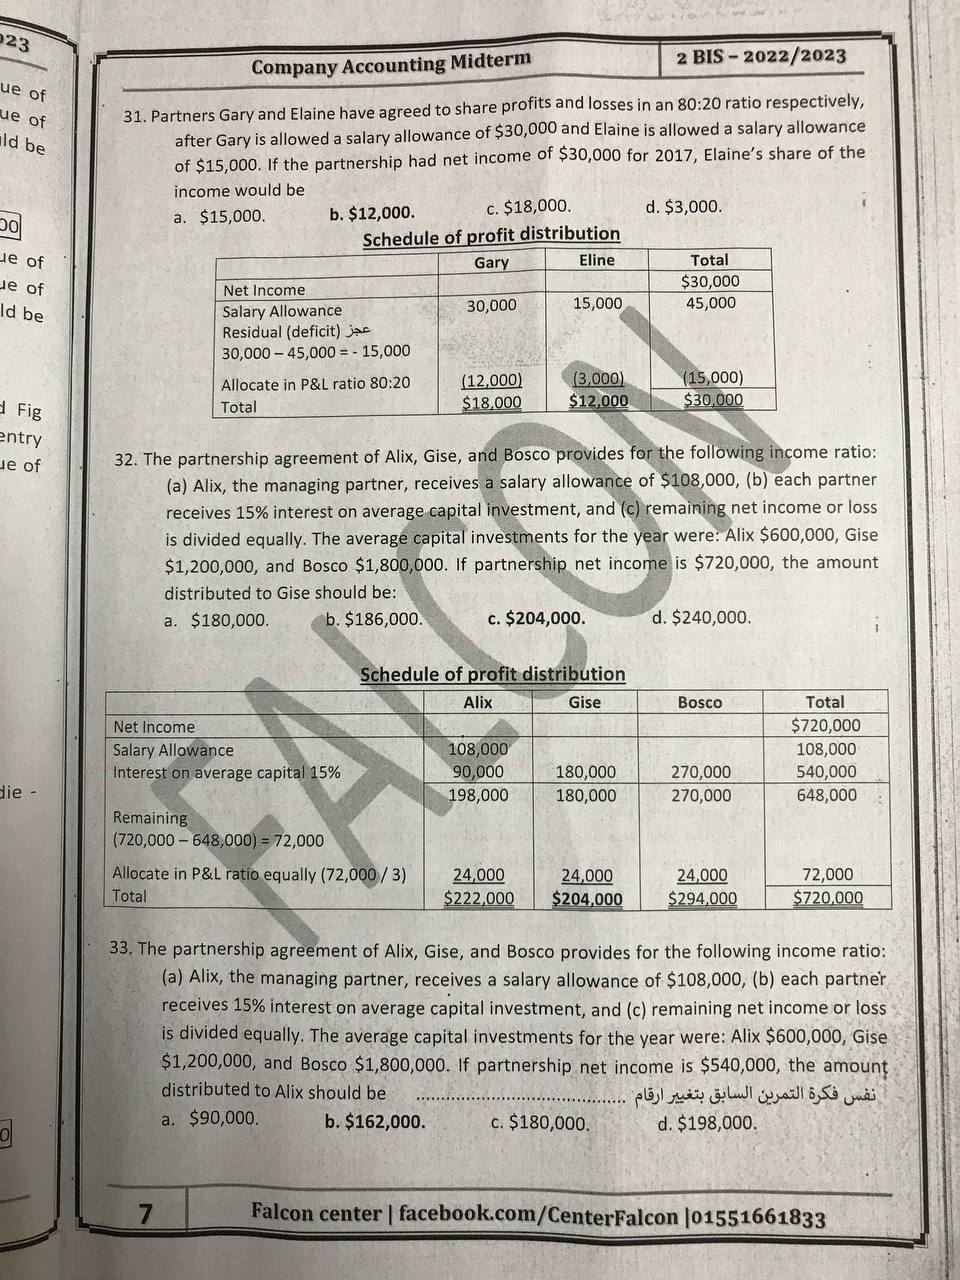 023
ue of
ue of
uld be
00
ue of
ue of
ld be
d Fig
entry
ue of
die -
0
Company Accounting Midterm
2 BIS – 2022/2023
31. Partners Gary and Elaine have agreed to share profits and losses in an 80:20 ratio respectively,
after Gary is allowed a salary allowance of $30,000 and Elaine is allowed a salary allowance
of $15,000. If the partnership had net income of $30,000 for 2017, Elaine's share of the
income would be
a. $15,000. b. $12,000. c. $18,000. d. $3,000.
Schedule of profit distribution
Gary Eline Total
Net Income $30,000
Salary Allowance 30,000 15,000 45,000
Residual (deficit) عجز
30,000 – 45,000 = - 15,000
Allocate in P&L ratio 80:20 (12,000) (3,000) (15,000)
Total $18,000 $12,000 $30,000
32. The partnership agreement of Alix, Gise, and Bosco provides for the following income ratio:
(a) Alix, the managing partner, receives a salary allowance of $108,000, (b) each partner
receives 15% interest on average capital investment, and (c) remaining net income or loss
is divided equally. The average capital investments for the year were: Alix $600,000, Gise
$1,200,000, and Bosco $1,800,000. If partnership net income is $720,000, the amount
distributed to Gise should be:
a. $180,000. b. $186,000. c. $204,000. d. $240,000.
Schedule of profit distribution
Alix Gise Bosco Total
Net Income $720,000
Salary Allowance 108,000 108,000
Interest on average capital 15% 90,000 180,000 270,000 540,000
198,000 180,000 270,000 648,000
Remaining
(720,000 – 648,000) = 72,000
Allocate in P&L ratio equally (72,000 / 3) 24,000 24,000 24,000 72,000
Total $222,000 $204,000 $294,000 $720,000
FALCON
33. The partnership agreement of Alix, Gise, and Bosco provides for the following income ratio:
(a) Alix, the managing partner, receives a salary allowance of $108,000, (b) each partner
receives 15% interest on average capital investment, and (c) remaining net income or loss
is divided equally. The average capital investments for the year were: Alix $600,000, Gise
$1,200,000, and Bosco $1,800,000. If partnership net income is $540,000, the amount
distributed to Alix should be ..................................... نفس فكرة التمرين السابق بتغيير ارقام
a. $90,000. b. $162,000. c. $180,000. d. $198,000.
7
Falcon center | facebook.com/CenterFalcon |01551661833